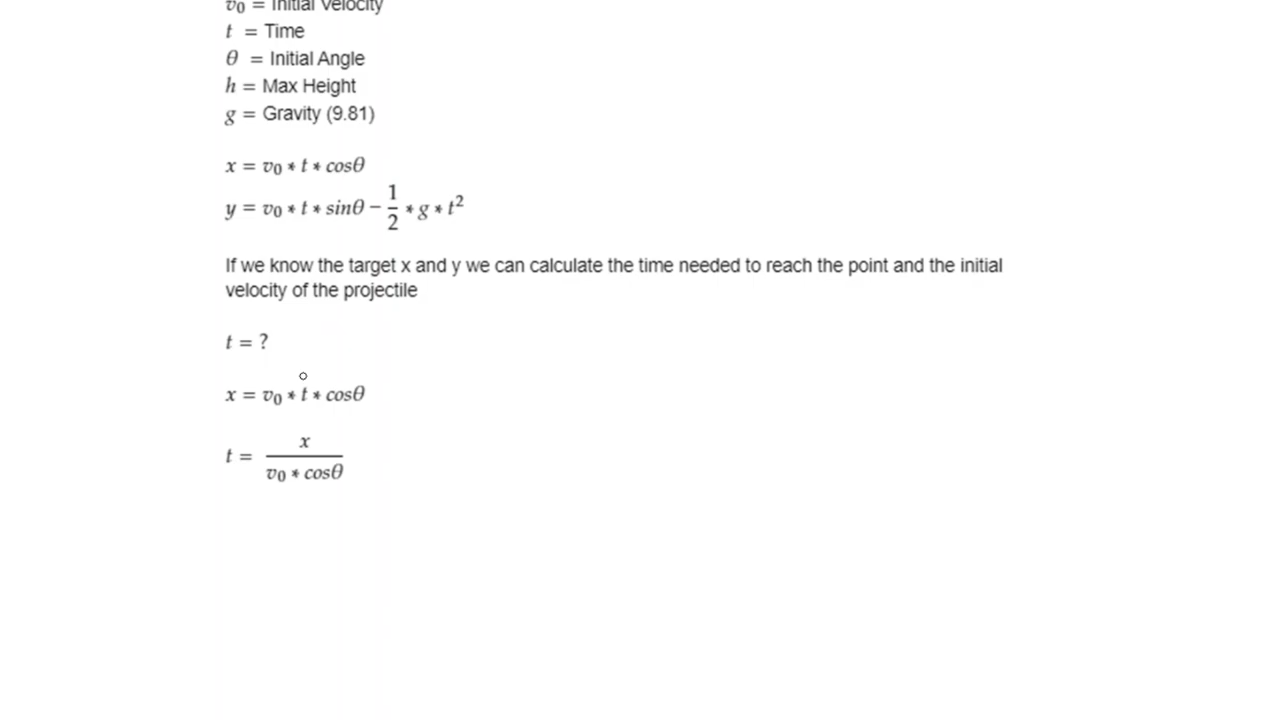 v₀ = Initial Velocity
t = Time
θ = Initial Angle
h = Max Height
g = Gravity (9.81)
x = v₀ * t * cosθ
y = v₀ * t * sinθ − 1/2 * g * t²
If we know the target x and y we can calculate the time needed to reach the point and the initial
velocity of the projectile
t = ?
x = v₀ * t * cosθ
t = x / (v₀ * cosθ)